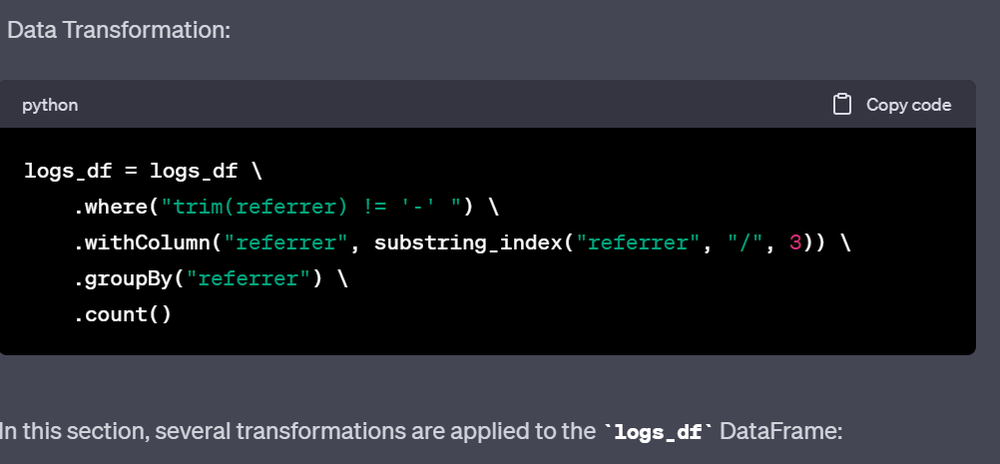 Data Transformation:
python
Copy code
logs_df = logs_df \
.where("trim(referrer) != '-' ") \
.withColumn("referrer", substring_index("referrer", "/", 3)) \
.groupBy("referrer") \
.count()
In this section, several transformations are applied to the `logs_df` DataFrame: